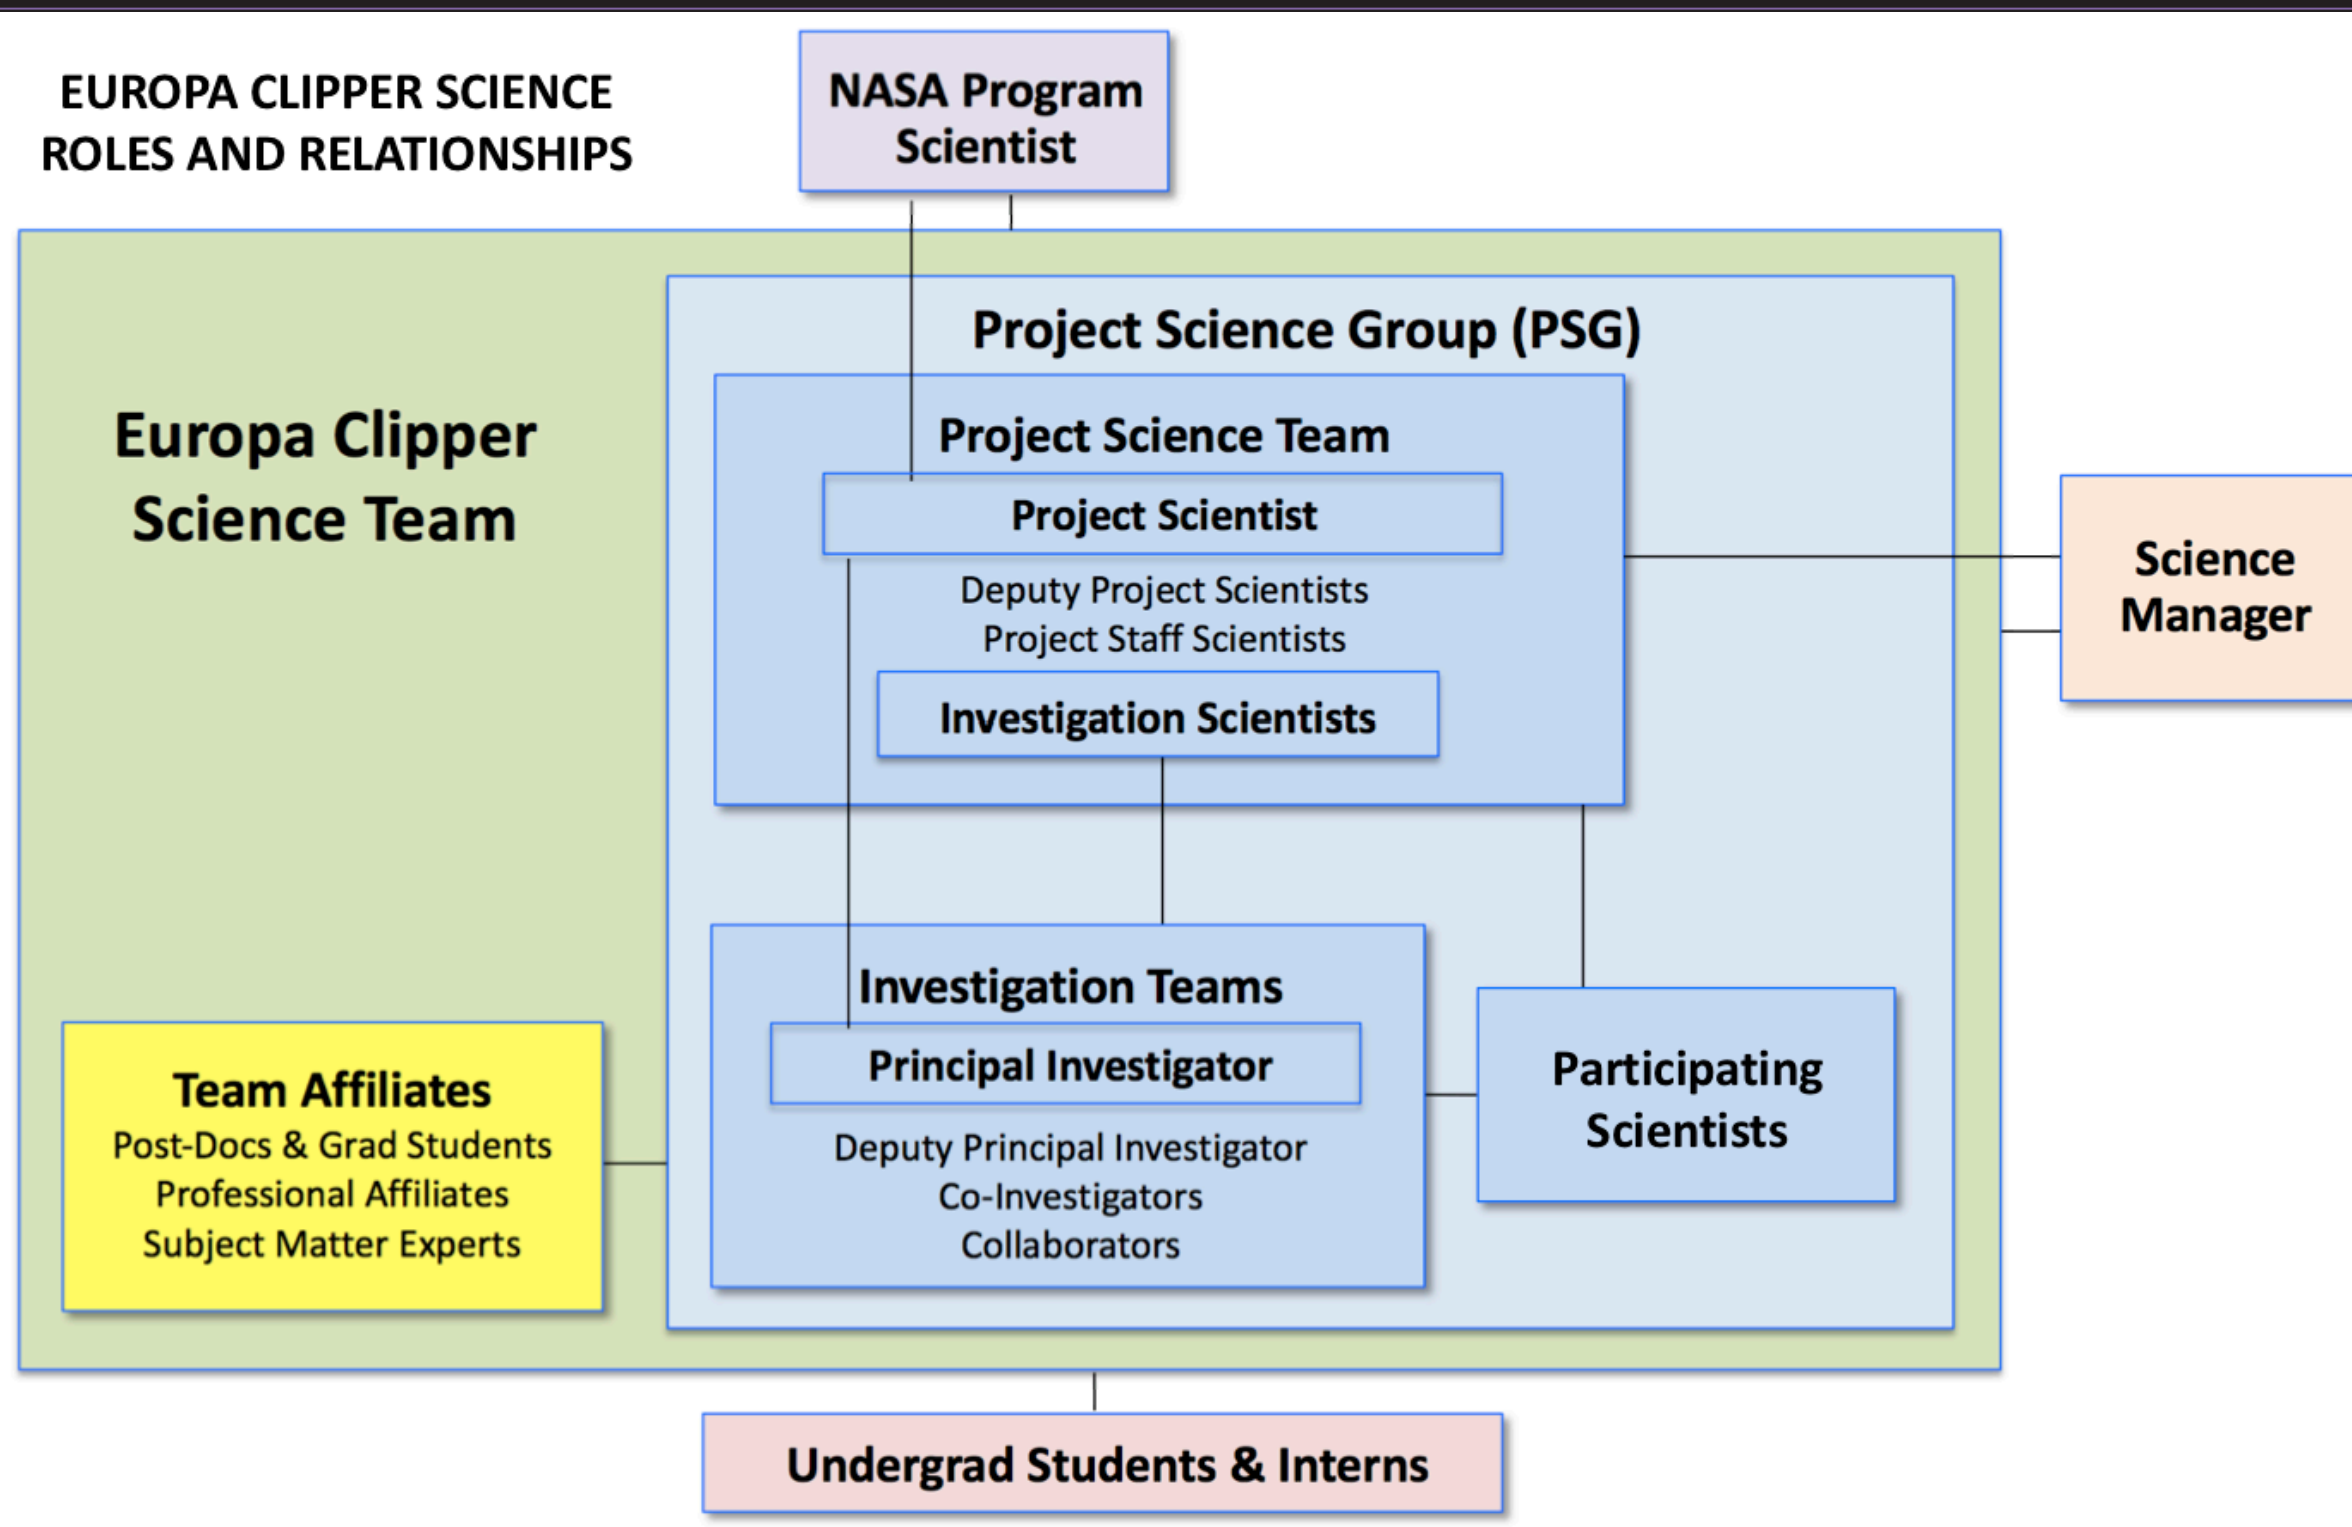 EUROPA CLIPPER SCIENCE
ROLES AND RELATIONSHIPS
NASA Program
Scientist
Europa Clipper
Science Team
Project Science Group (PSG)
Project Science Team
Project Scientist
Deputy Project Scientists
Project Staff Scientists
Investigation Scientists
Science
Manager
Investigation Teams
Principal Investigator
Deputy Principal Investigator
Co-Investigators
Collaborators
Participating
Scientists
Team Affiliates
Post-Docs & Grad Students
Professional Affiliates
Subject Matter Experts
Undergrad Students & Interns